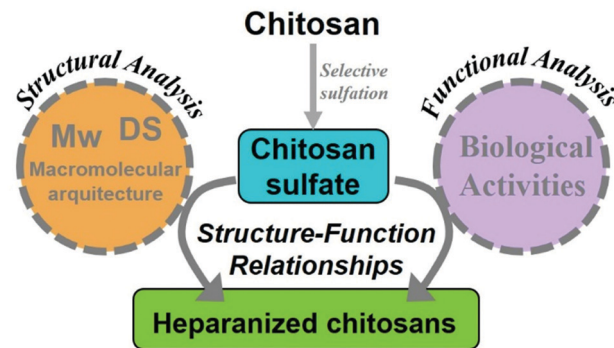 Chitosan
Structural Analysis
Selective
sulfation
Functional Analysis
Mw DS
Macromolecular
arquitecture
Chitosan
sulfate
Biological
Activities
Structure-Function
Relationships
Heparanized chitosans